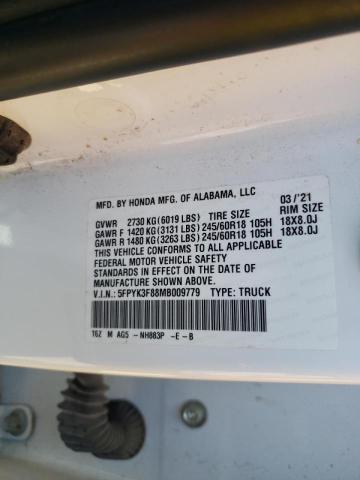 MFD. BY HONDA MFG. OF ALABAMA, LLC 03/'21
GVWR 2730 KG(6019 LBS) TIRE SIZE RIM SIZE
GAWR F 1420 KG(3131 LBS) 245/60R18 105H 18X8.0J
GAWR R 1480 KG(3263 LBS) 245/60R18 105H 18X8.0J
THIS VEHICLE CONFORMS TO ALL APPLICABLE
FEDERAL MOTOR VEHICLE SAFETY
STANDARDS IN EFFECT ON THE DATE OF
MANUFACTURE SHOWN ABOVE.
V.I.N.: 5FPYK3F88MB009779 TYPE: TRUCK
16Z M AG5 -NH883P -E-B